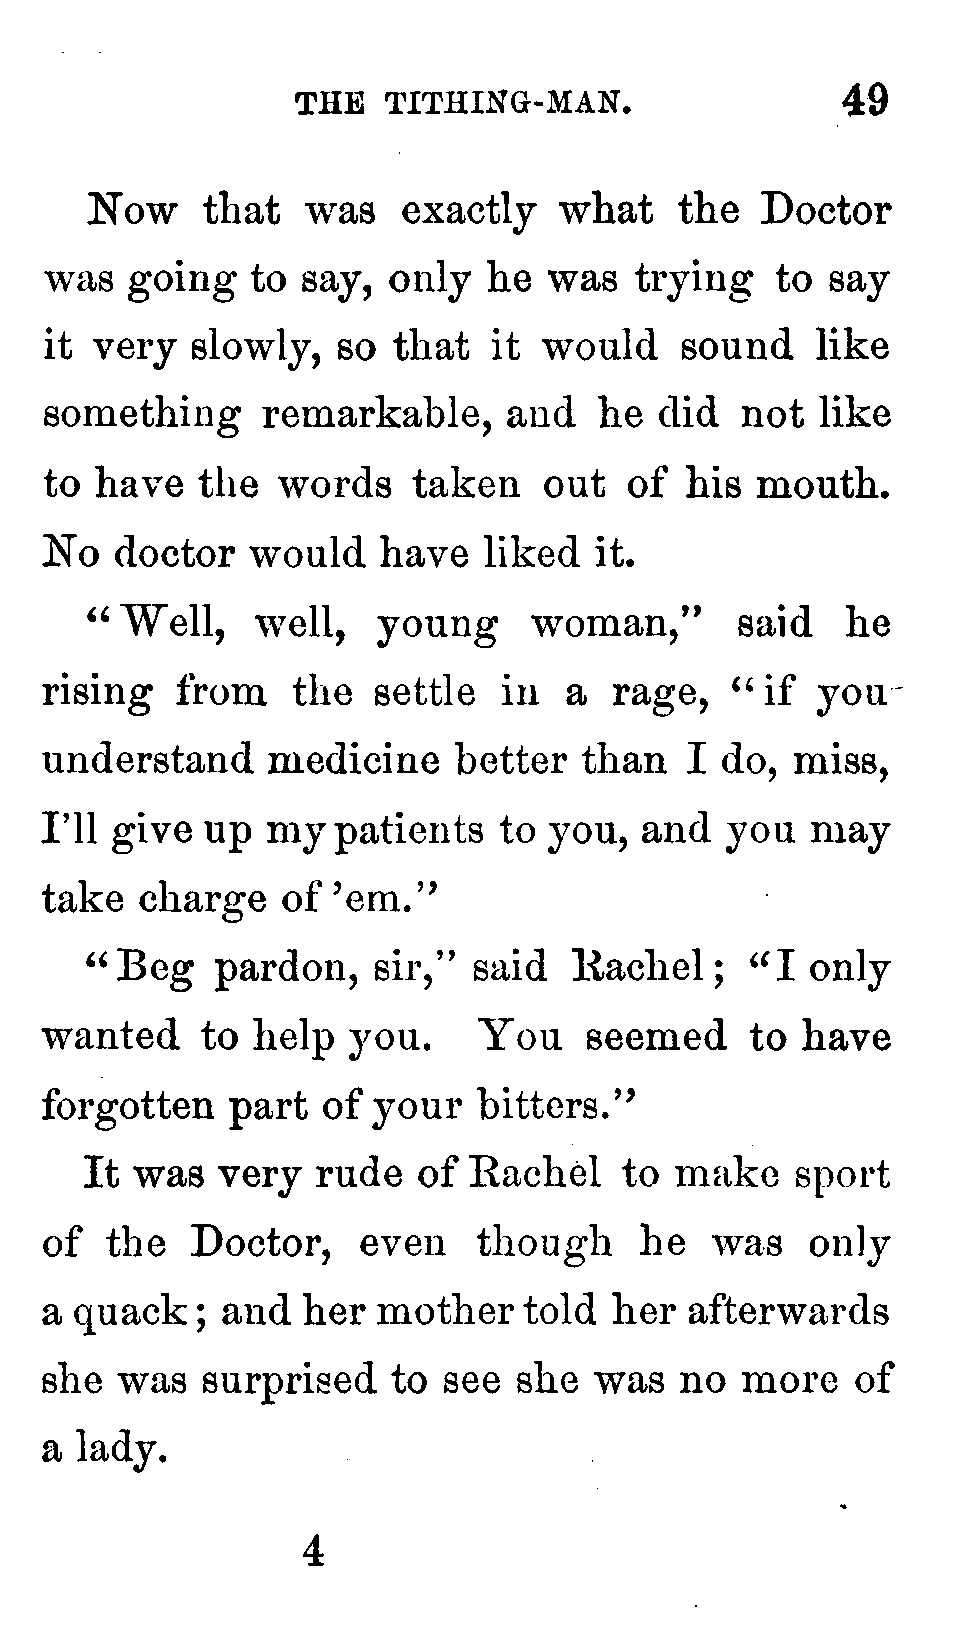 THE TITHING-MAN. 49
Now that was exactly what the Doctor
was going to say, only he was trying to say
it very slowly, so that it would sound like
something remarkable, and he did not like
to have the words taken out of his mouth.
No doctor would have liked it.
“Well, well, young woman,” said he
rising from the settle in a rage, “if you
understand medicine better than I do, miss,
I’ll give up my patients to you, and you may
take charge of ’em.”
“Beg pardon, sir,” said Rachel; “I only
wanted to help you. You seemed to have
forgotten part of your bitters.”
It was very rude of Rachel to make sport
of the Doctor, even though he was only
a quack; and her mother told her afterwards
she was surprised to see she was no more of
a lady.
4